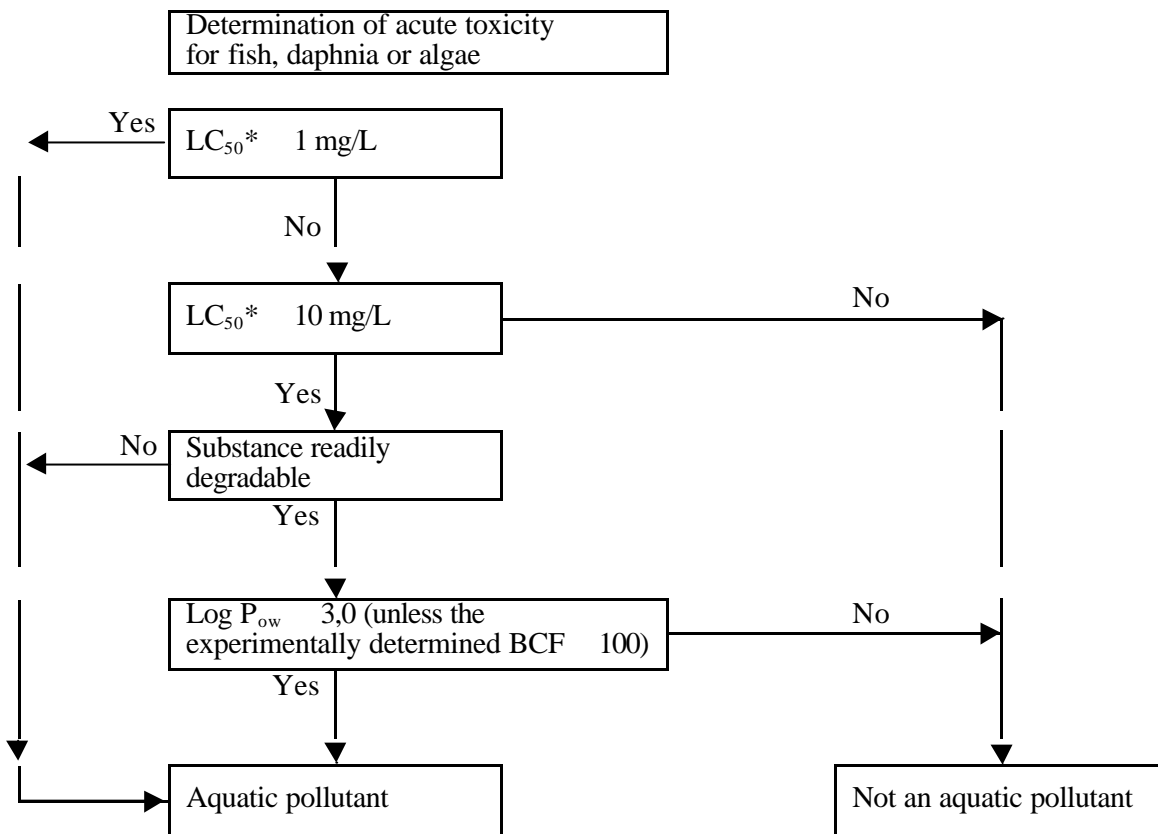 Determination of acute toxicity
for fish, daphnia or algae
Yes
LC₅₀* 1 mg/L
No
LC₅₀* 10 mg/L
No
Yes
No
Substance readily
degradable
Yes
Log Pₒw 3,0 (unless the
experimentally determined BCF 100)
No
Yes
Aquatic pollutant
Not an aquatic pollutant